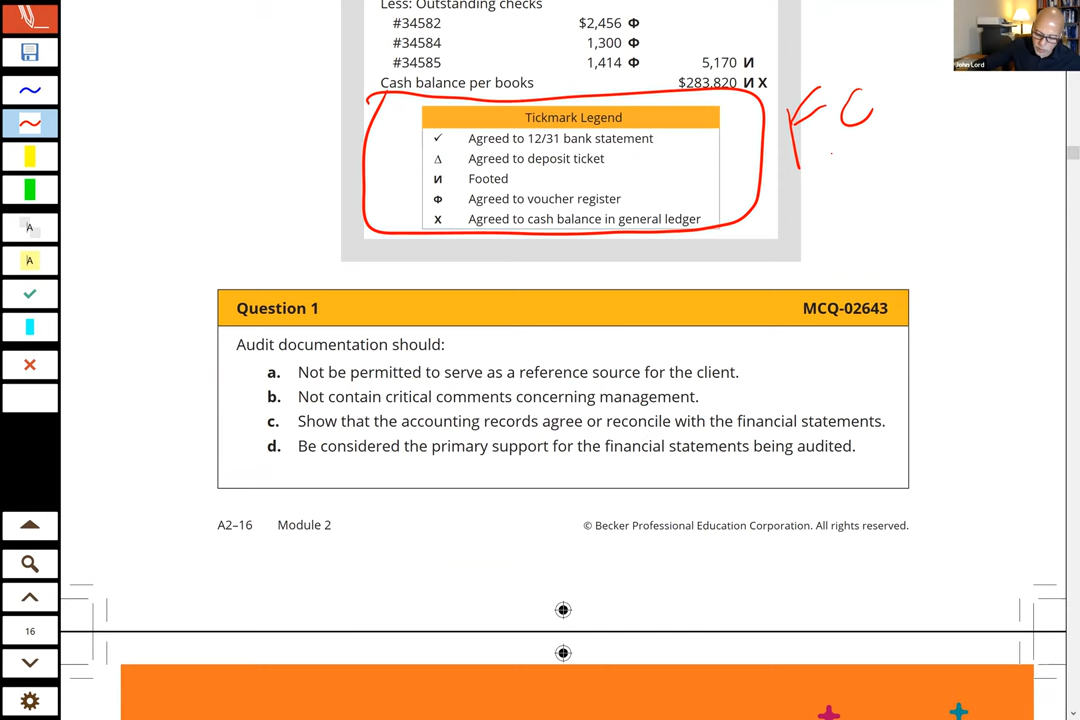 Less: Outstanding checks
#34582 $2,456 Φ
#34584 1,300 Φ
#34585 1,414 Φ 5,170 И
Cash balance per books $283,820 И X
Tickmark Legend
✓ Agreed to 12/31 bank statement
Δ Agreed to deposit ticket
И Footed
Φ Agreed to voucher register
X Agreed to cash balance in general ledger
John Lord
Question 1 MCQ-02643
Audit documentation should:
a. Not be permitted to serve as a reference source for the client.
b. Not contain critical comments concerning management.
c. Show that the accounting records agree or reconcile with the financial statements.
d. Be considered the primary support for the financial statements being audited.
A2–16 Module 2 © Becker Professional Education Corporation. All rights reserved.
A
A
16